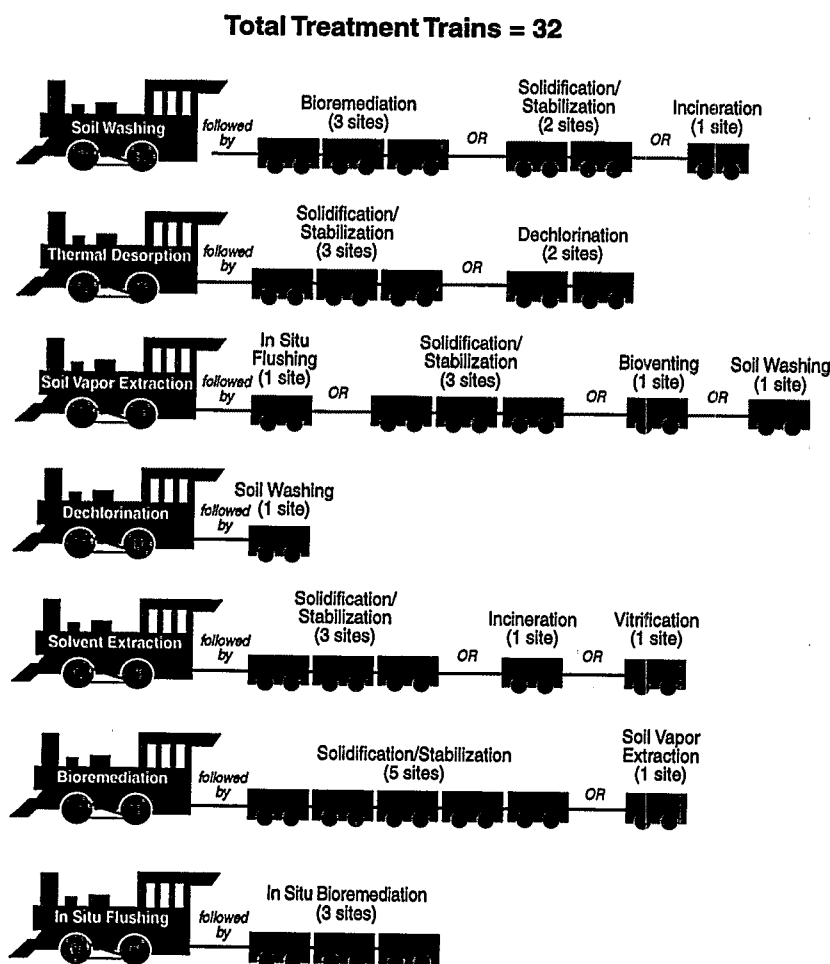 Total Treatment Trains = 32
Soil Washing
followed
by
Bioremediation
(3 sites)
OR
Solidification/
Stabilization
(2 sites)
OR
Incineration
(1 site)
Thermal Desorption
followed
by
Solidification/
Stabilization
(3 sites)
OR
Dechlorination
(2 sites)
Soil Vapor Extraction
followed
by
In Situ
Flushing
(1 site)
OR
Solidification/
Stabilization
(3 sites)
OR
Bioventing
(1 site)
OR
Soil Washing
(1 site)
Dechlorination
followed
by
Soil Washing
(1 site)
Solvent Extraction
followed
by
Solidification/
Stabilization
(3 sites)
OR
Incineration
(1 site)
OR
Vitrification
(1 site)
Bioremediation
followed
by
Solidification/Stabilization
(5 sites)
OR
Soil Vapor
Extraction
(1 site)
In Situ Flushing
followed
by
In Situ Bioremediation
(3 sites)